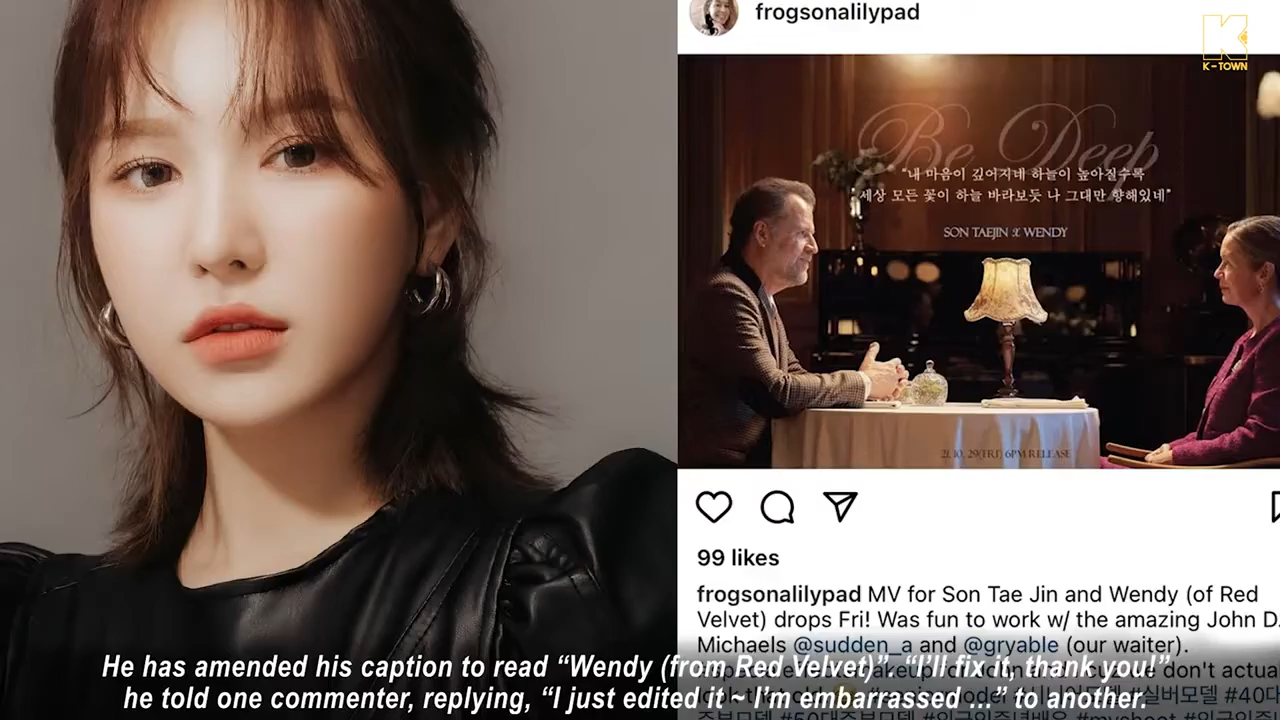 frogsonalilypad
K-TOWN
Be Deep
"내 마음이 깊어지네 하늘이 높아질수록
세상 모든 꽃이 하늘 바라보듯 나 그대만 향해있네"
SON TAEJIN X WENDY
21. 10. 29(FRI) 6PM RELEASE
99 likes
frogsonalilypad MV for Son Tae Jin and Wendy (of Red
Velvet) drops Fri! Was fun to work w/ the amazing John D.
Michaels @sudden_a and @gryable (our waiter).
don't actua
He has amended his caption to read “Wendy (from Red Velvet)”. “I’ll fix it, thank you!”
he told one commenter, replying, “I just edited it ~ I’m embarrassed ...” to another.